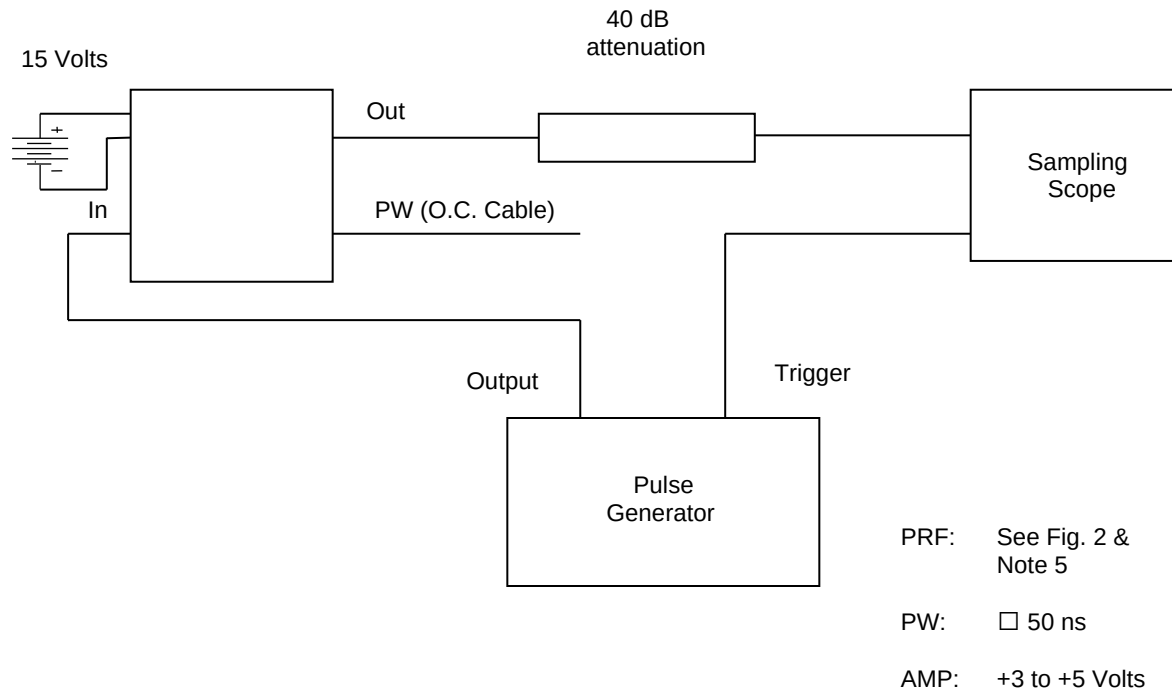 40 dB
attenuation
15 Volts
+
Out
Sampling
Scope
−
In
PW (O.C. Cable)
Output
Trigger
Pulse
Generator
PRF: See Fig. 2 &
Note 5
PW: □ 50 ns
AMP: +3 to +5 Volts